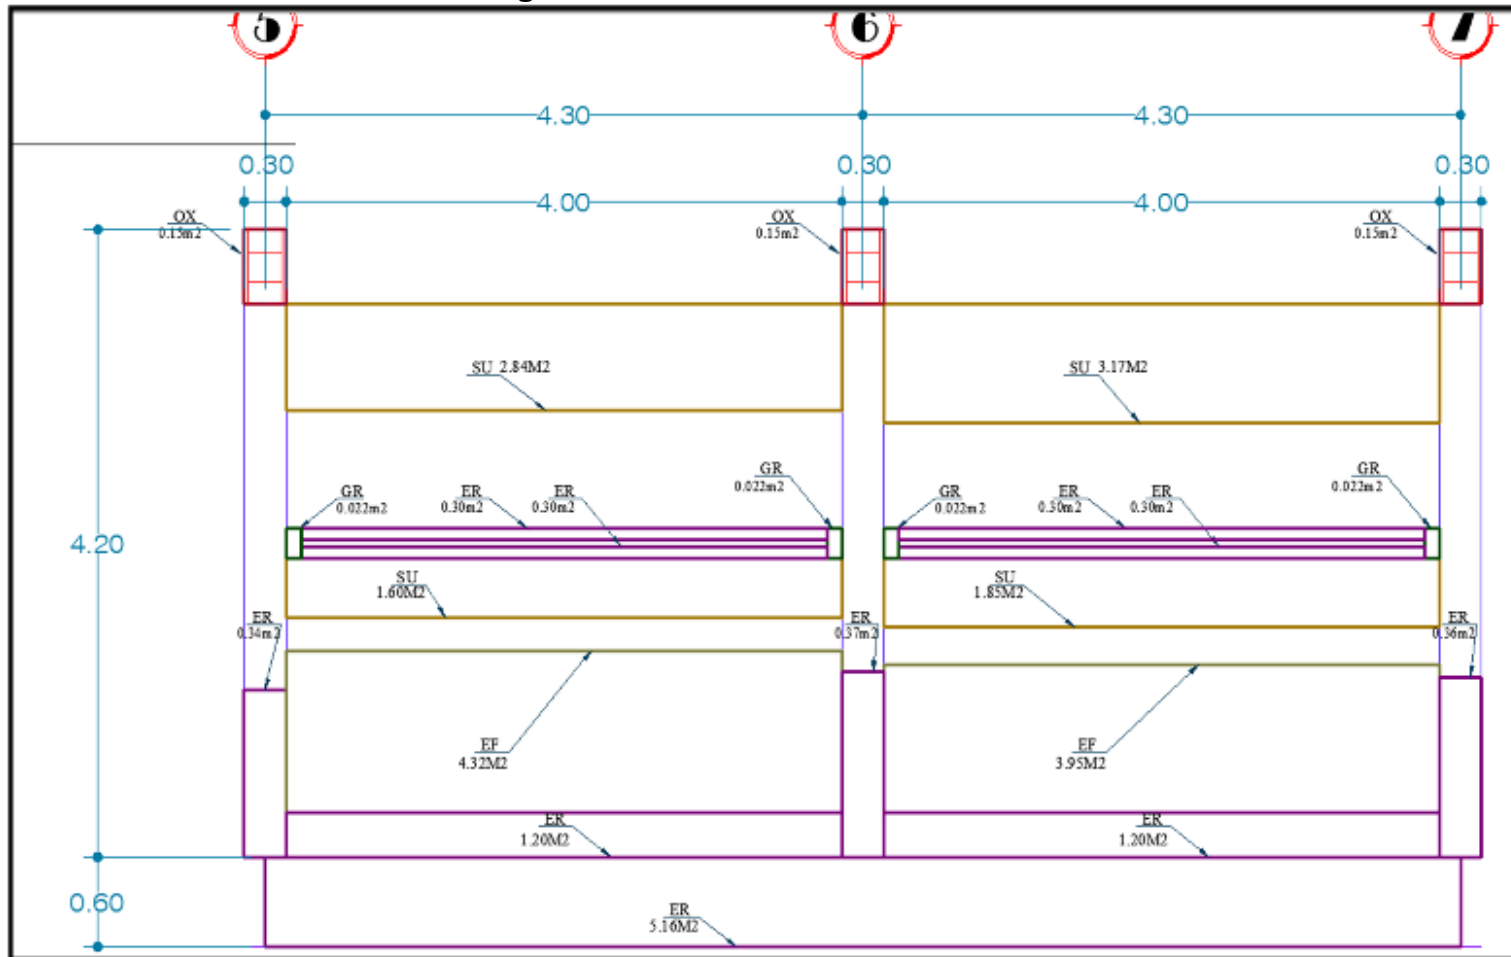 5
6
7
4.30
4.30
0.30
0.30
0.30
4.00
4.00
OX
0.15m2
OX
0.15m2
OX
0.15m2
SU 2.84M2
SU 3.17M2
GR
0.022m2
ER
0.30m2
ER
0.30m2
GR
0.022m2
GR
0.022m2
ER
0.30m2
ER
0.30m2
GR
0.022m2
4.20
SU
1.60M2
SU
1.85M2
ER
0.34m2
ER
0.37m2
ER
0.36m2
EF
4.32M2
EF
3.95M2
ER
1.20M2
ER
1.20M2
0.60
ER
5.16M2